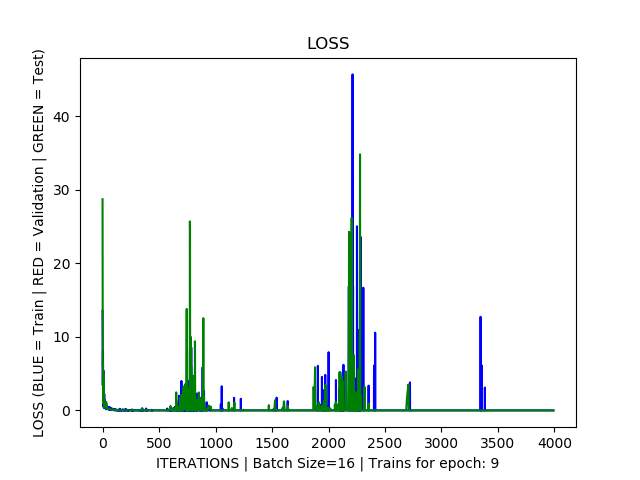 LOSS
LOSS (BLUE = Train | RED = Validation | GREEN = Test)
40
30
20
10
0
0 500 1000 1500 2000 2500 3000 3500 4000
ITERATIONS | Batch Size=16 | Trains for epoch: 9